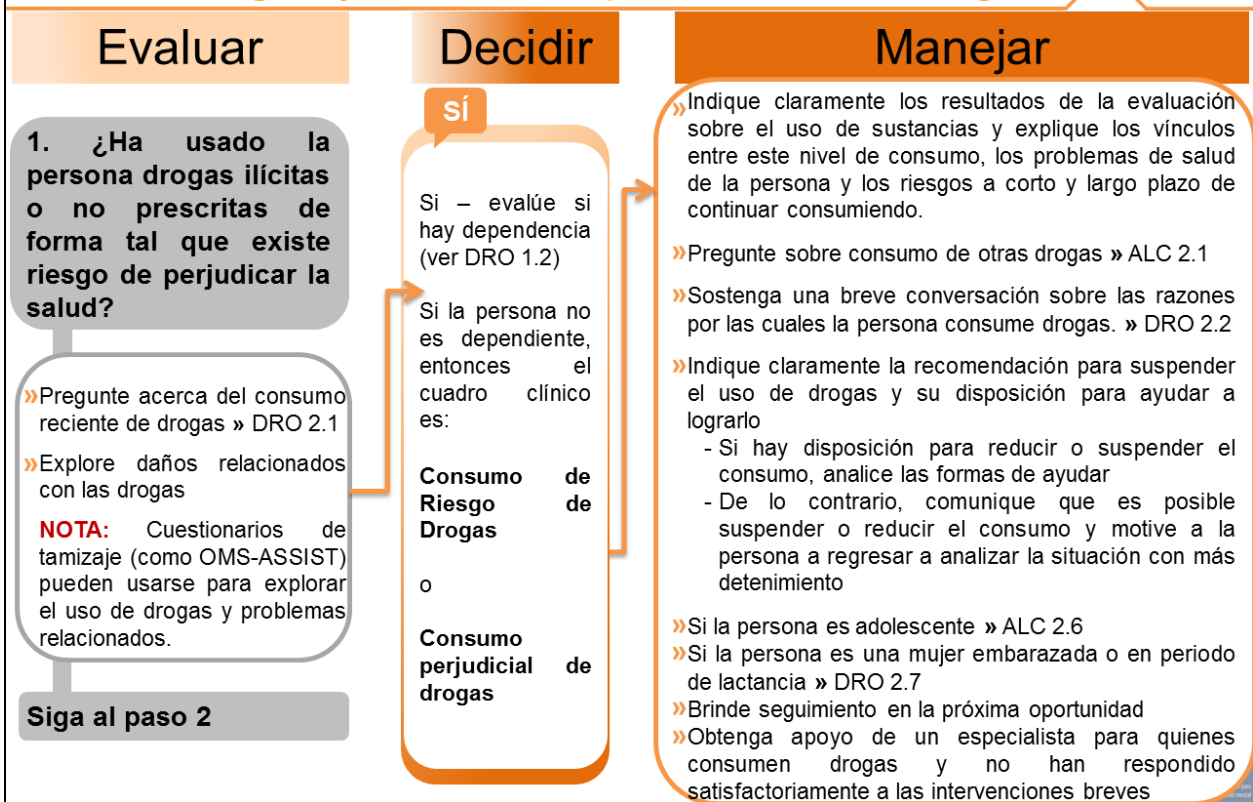 Evaluar
1. ¿Ha usado la
persona drogas ilícitas
o no prescritas de
forma tal que existe
riesgo de perjudicar la
salud?
»Pregunte acerca del consumo
reciente de drogas » DRO 2.1
»Explore daños relacionados
con las drogas
NOTA: Cuestionarios de
tamizaje (como OMS-ASSIST)
pueden usarse para explorar
el uso de drogas y problemas
relacionados.
Siga al paso 2
Decidir
SÍ
Si – evalúe si
hay dependencia
(ver DRO 1.2)
Si la persona no
es dependiente,
entonces el
cuadro clínico
es:
Consumo de
Riesgo de
Drogas
o
Consumo
perjudicial de
drogas
Manejar
»Indique claramente los resultados de la evaluación
sobre el uso de sustancias y explique los vínculos
entre este nivel de consumo, los problemas de salud
de la persona y los riesgos a corto y largo plazo de
continuar consumiendo.
»Pregunte sobre consumo de otras drogas » ALC 2.1
»Sostenga una breve conversación sobre las razones
por las cuales la persona consume drogas. » DRO 2.2
»Indique claramente la recomendación para suspender
el uso de drogas y su disposición para ayudar a
lograrlo
- Si hay disposición para reducir o suspender el
consumo, analice las formas de ayudar
- De lo contrario, comunique que es posible
suspender o reducir el consumo y motive a la
persona a regresar a analizar la situación con más
detenimiento
»Si la persona es adolescente » ALC 2.6
»Si la persona es una mujer embarazada o en periodo
de lactancia » DRO 2.7
»Brinde seguimiento en la próxima oportunidad
»Obtenga apoyo de un especialista para quienes
consumen drogas y no han respondido
satisfactoriamente a las intervenciones breves